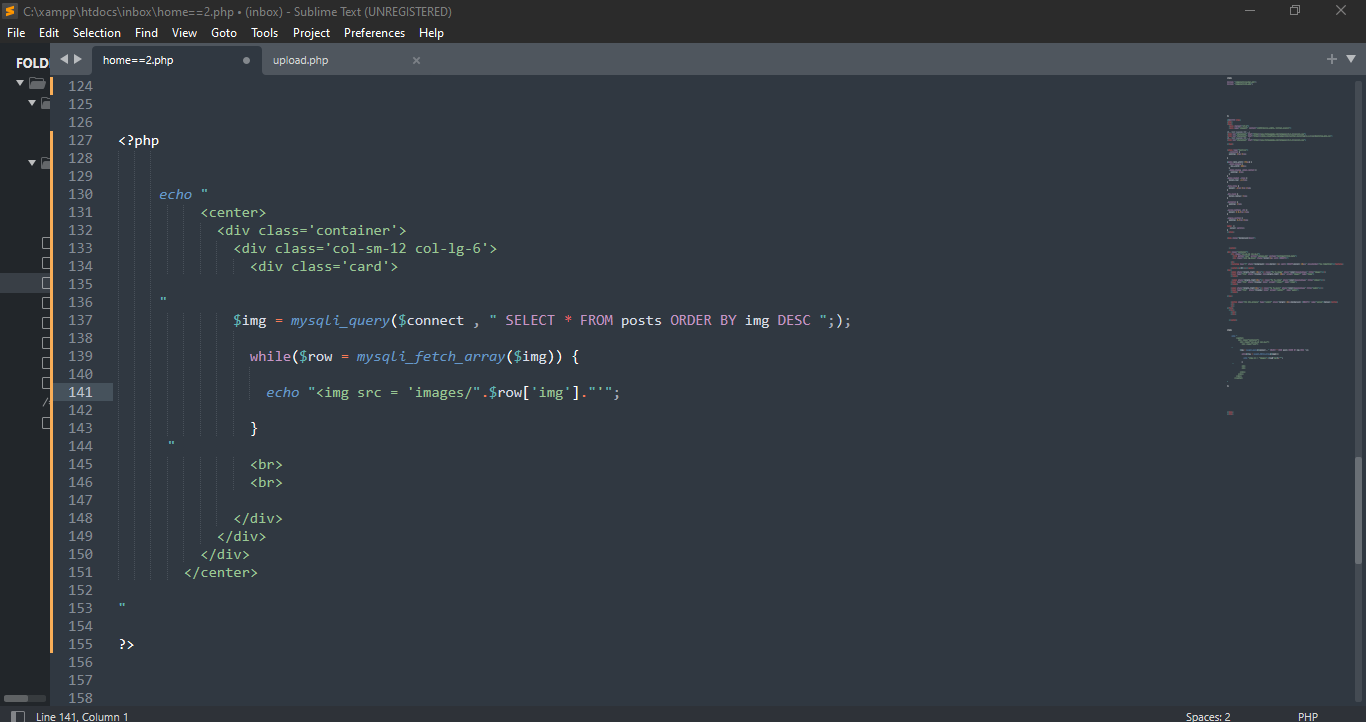 C:\xampp\htdocs\inbox\home==2.php • (inbox) - Sublime Text (UNREGISTERED)
File Edit Selection Find View Goto Tools Project Preferences Help
FOLD
home==2.php
upload.php
124
125
126
127 <?php
128
129
130 echo "
131 <center>
132 <div class='container'>
133 <div class='col-sm-12 col-lg-6'>
134 <div class='card'>
135
136 "
137 $img = mysqli_query($connect , " SELECT * FROM posts ORDER BY img DESC ";);
138
139 while($row = mysqli_fetch_array($img)) {
140
141 echo "<img src = 'images/".$row['img']."'";
142
143 }
144 "
145 <br>
146 <br>
147
148 </div>
149 </div>
150 </div>
151 </center>
152
153 "
154
155 ?>
156
157
158
Line 141, Column 1
Spaces: 2
PHP